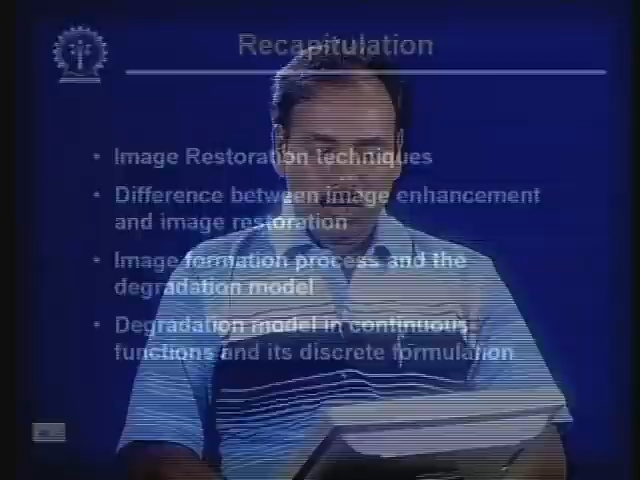 Recapitulation
• Image Restoration techniques
• Difference between image enhancement
and image restoration
• Image formation process and the
degradation model
• Degradation model in continuous
functions and its discrete formulation